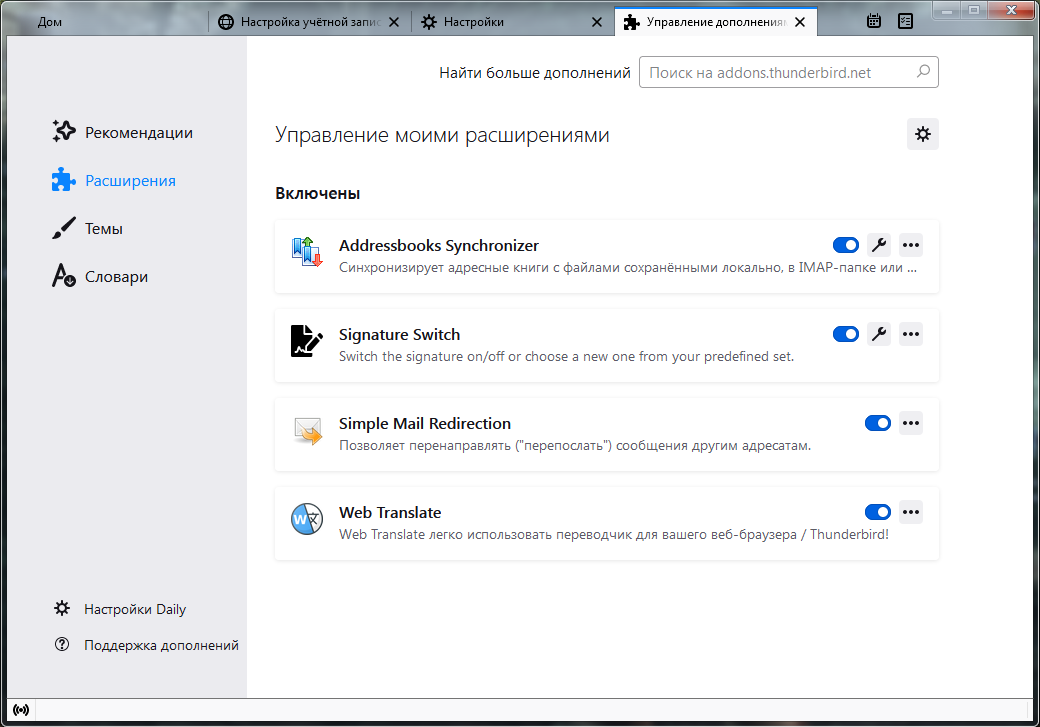 Дом
Настройка учётной запис
Настройки
Управление дополнениям
Найти больше дополнений
Поиск на addons.thunderbird.net
Рекомендации
Расширения
Темы
Словари
Управление моими расширениями
Включены
Addressbooks Synchronizer
Синхронизирует адресные книги с файлами сохранёнными локально, в IMAP-папке или ...
Signature Switch
Switch the signature on/off or choose a new one from your predefined set.
Simple Mail Redirection
Позволяет перенаправлять ("перепослать") сообщения другим адресатам.
Web Translate
Web Translate легко использовать переводчик для вашего веб-браузера / Thunderbird!
Настройки Daily
Поддержка дополнений